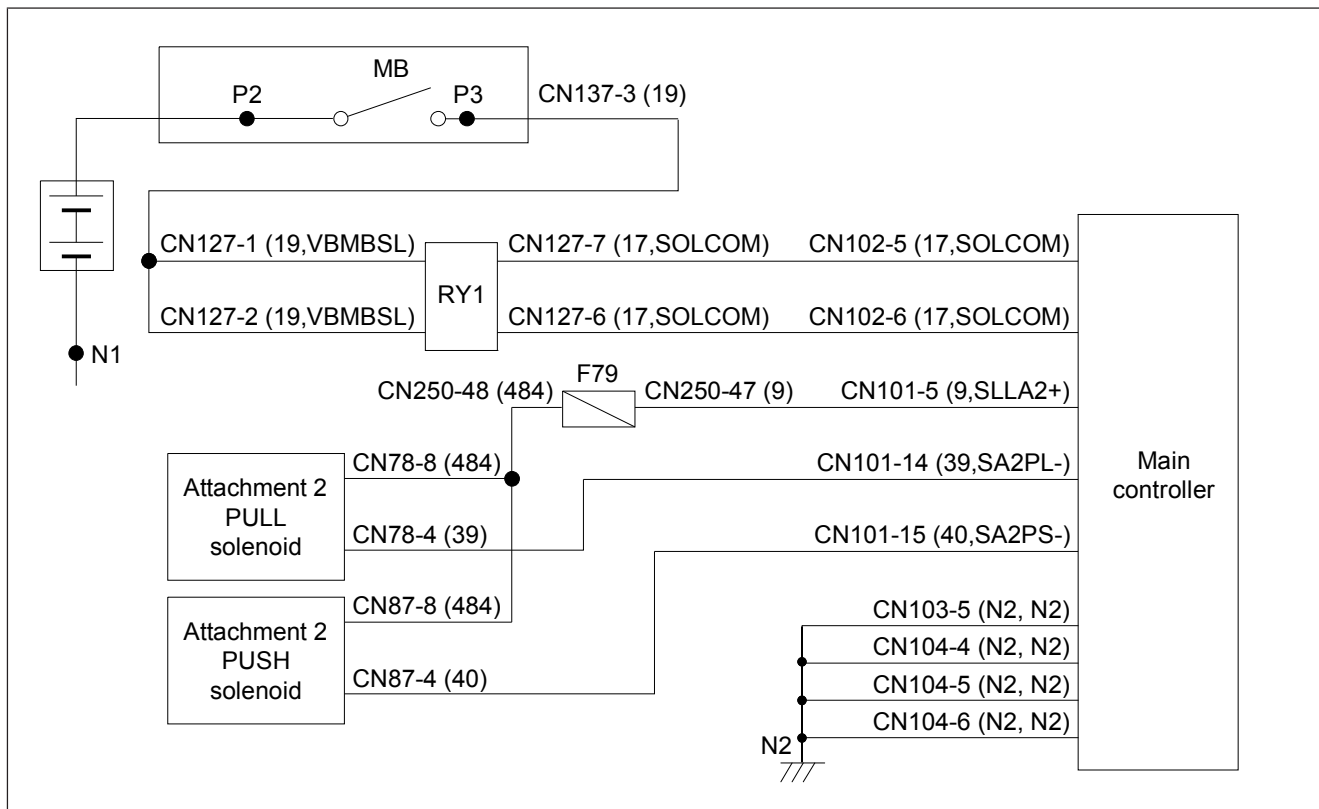 MB
P2
P3
CN137-3 (19)
CN127-1 (19,VBMBSL)
CN127-7 (17,SOLCOM)
CN102-5 (17,SOLCOM)
RY1
CN127-2 (19,VBMBSL)
CN127-6 (17,SOLCOM)
CN102-6 (17,SOLCOM)
N1
F79
CN250-48 (484)
CN250-47 (9)
CN101-5 (9,SLLA2+)
CN78-8 (484)
CN101-14 (39,SA2PL-)
Attachment 2
PULL
solenoid
Main
controller
CN78-4 (39)
CN101-15 (40,SA2PS-)
CN87-8 (484)
CN103-5 (N2, N2)
Attachment 2
PUSH
solenoid
CN104-4 (N2, N2)
CN87-4 (40)
CN104-5 (N2, N2)
CN104-6 (N2, N2)
N2